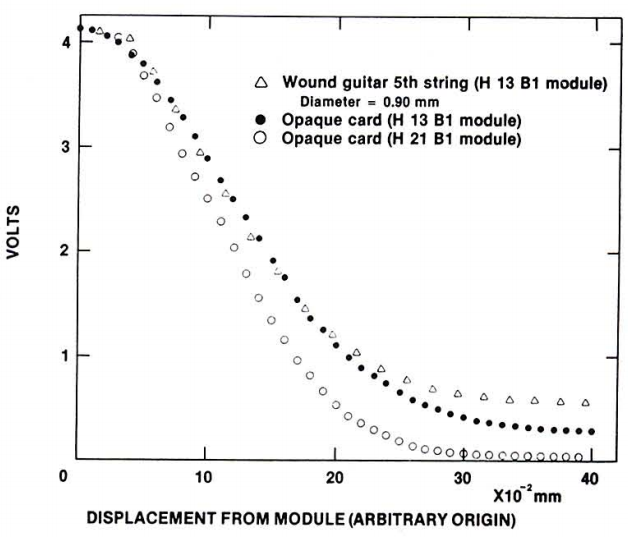 4
3
2
1
0
10
20
30
40
VOLTS
△ Wound guitar 5th string (H 13 B1 module)
Diameter = 0.90 mm
● Opaque card (H 13 B1 module)
○ Opaque card (H 21 B1 module)
X10⁻² mm
DISPLACEMENT FROM MODULE (ARBITRARY ORIGIN)